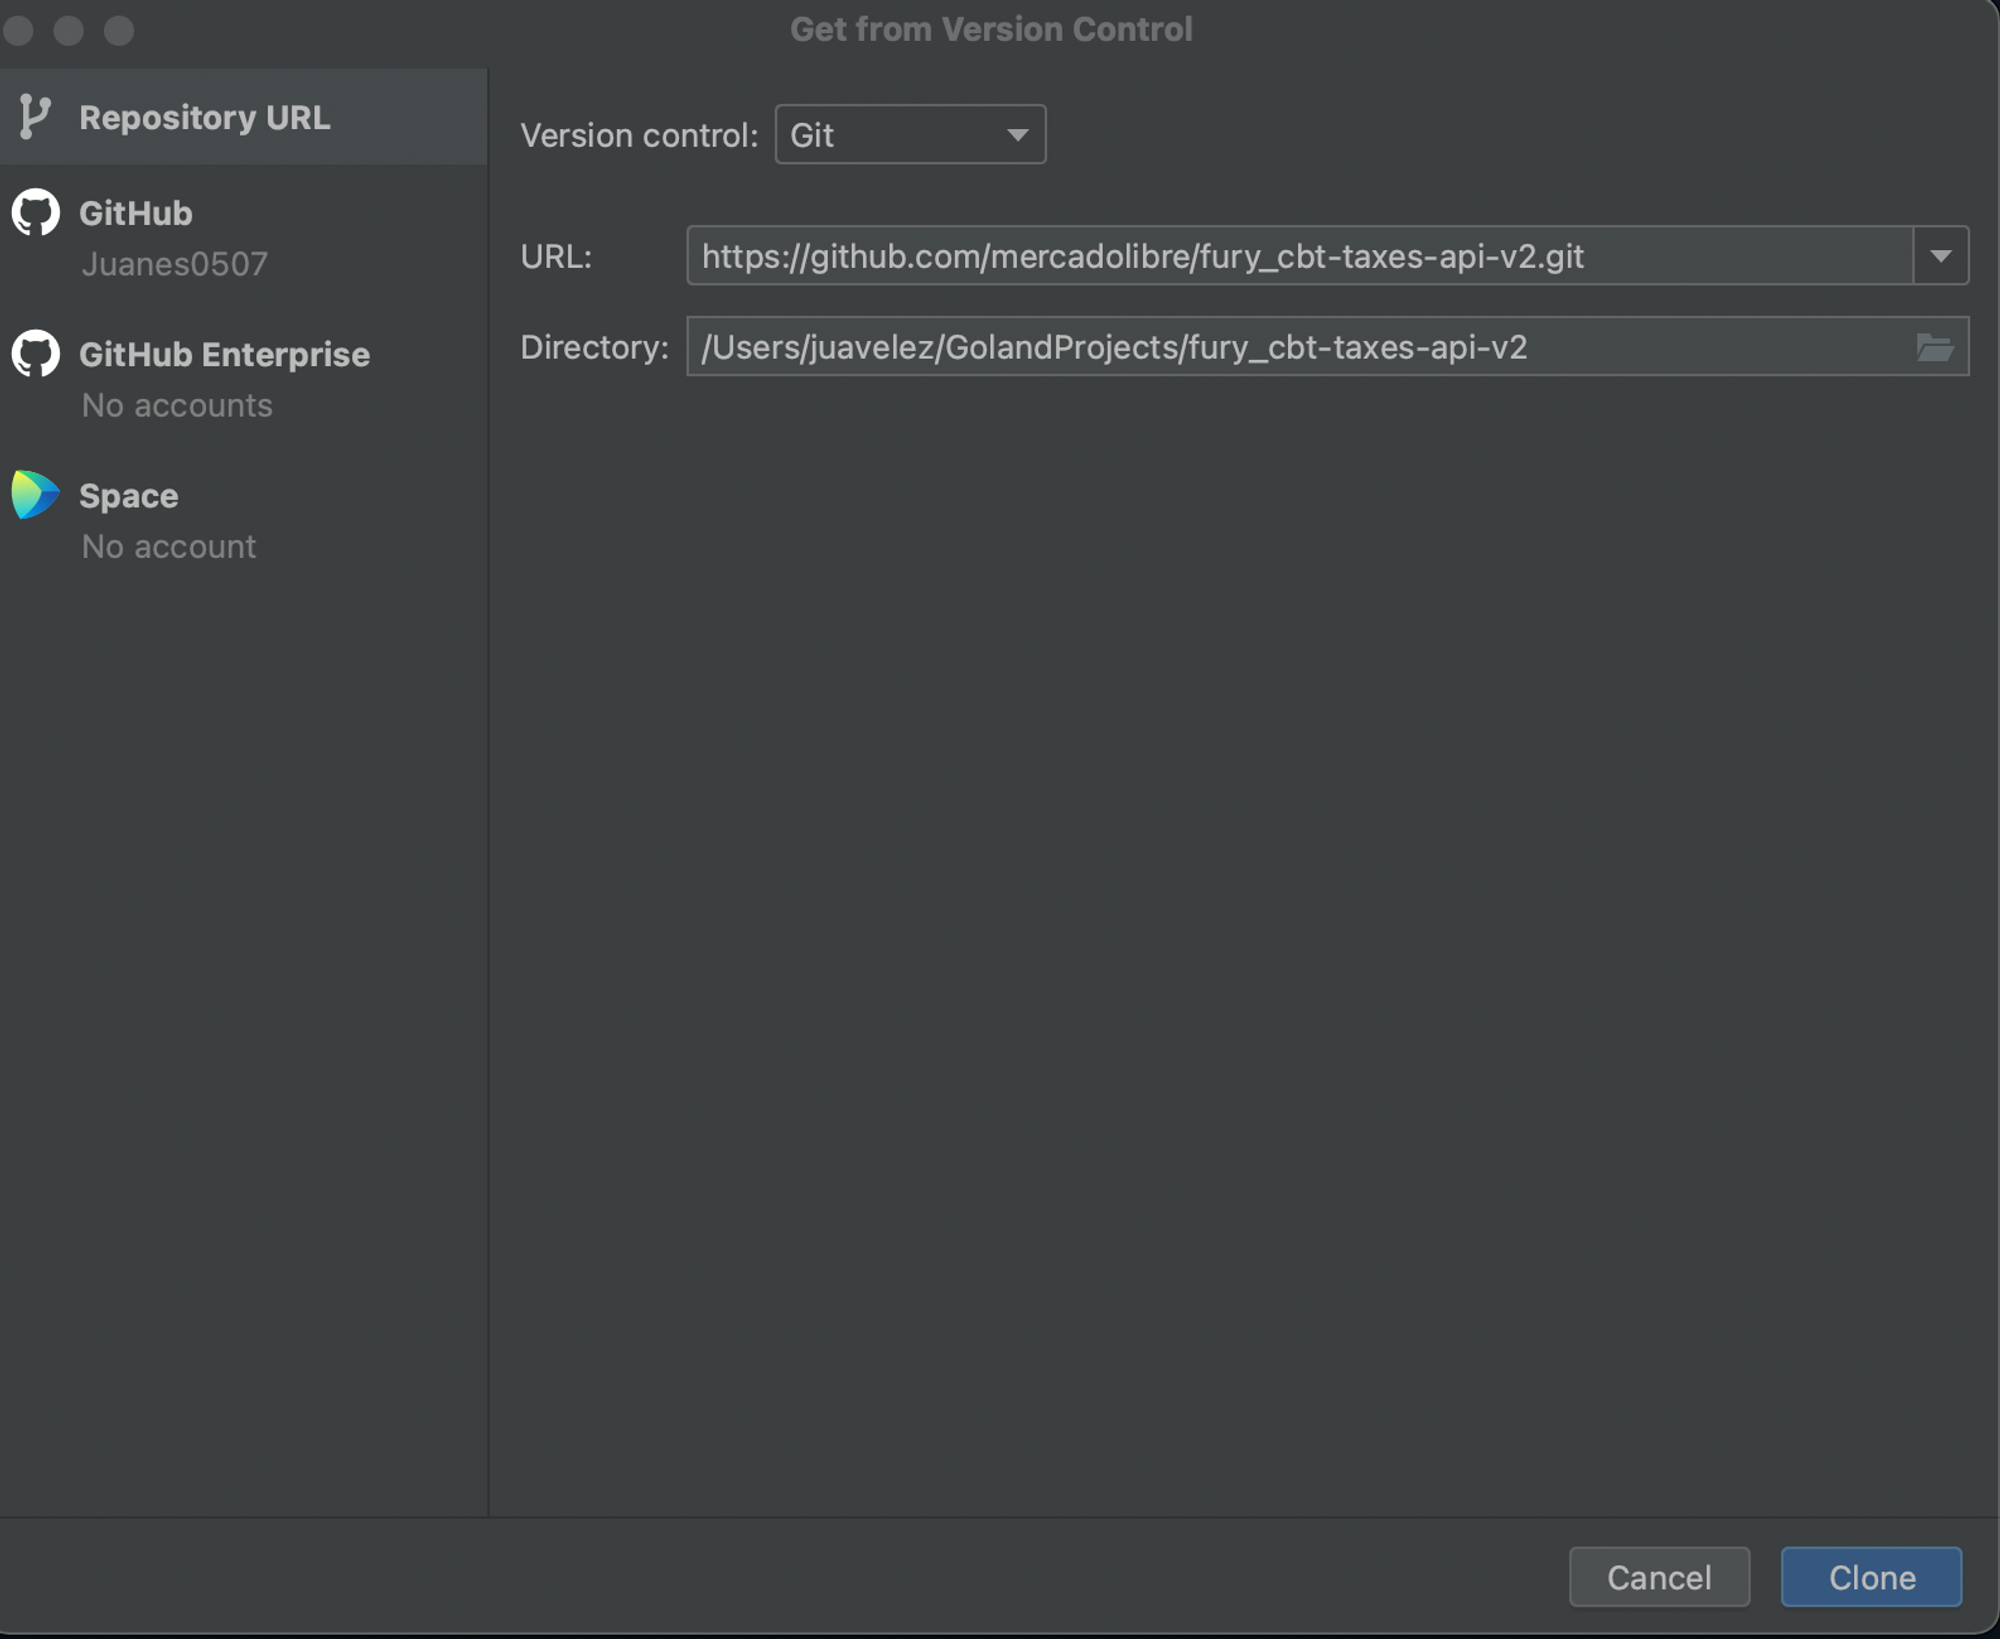 Get from Version Control
Repository URL
GitHub
Juanes0507
GitHub Enterprise
No accounts
Space
No account
Version control: Git
URL: https://github.com/mercadolibre/fury_cbt-taxes-api-v2.git
Directory: /Users/juavelez/GolandProjects/fury_cbt-taxes-api-v2
Cancel Clone